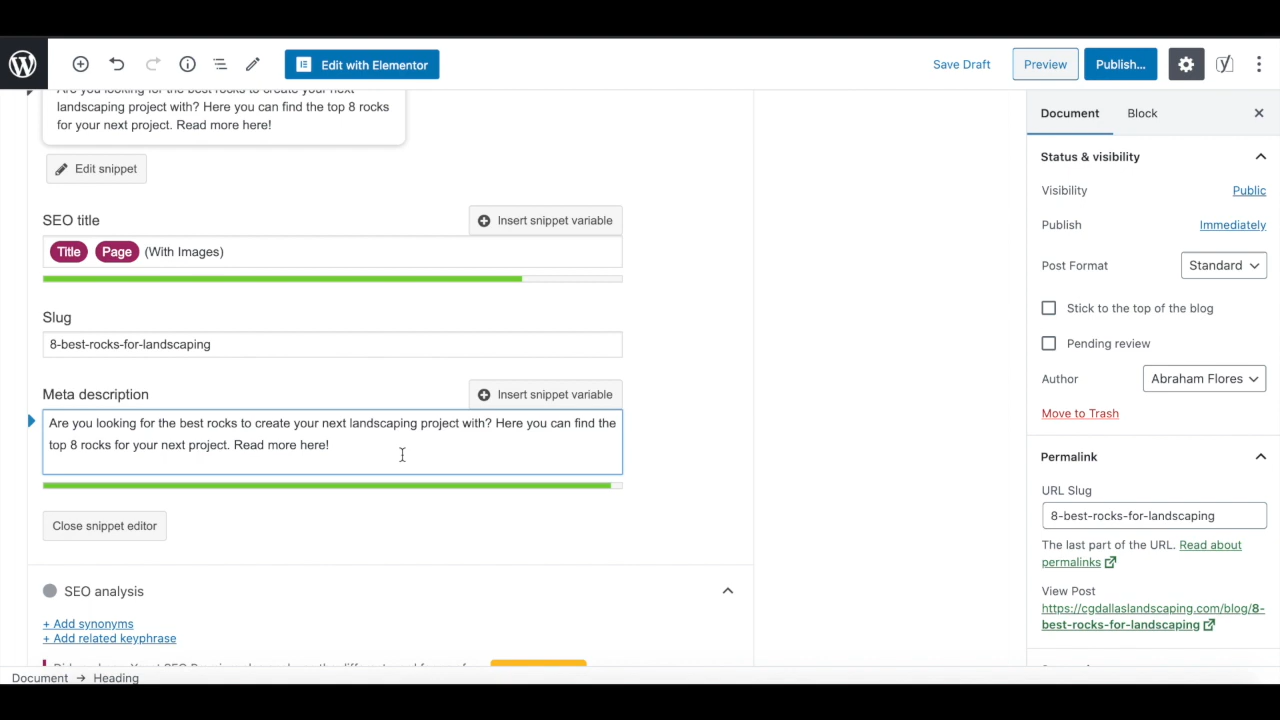 Edit with Elementor
Save Draft
Preview
Publish...
Are you looking for the best rocks to create your next
landscaping project with? Here you can find the top 8 rocks
for your next project. Read more here!
Edit snippet
SEO title
Insert snippet variable
Title Page (With Images)
Slug
8-best-rocks-for-landscaping
Meta description
Insert snippet variable
Are you looking for the best rocks to create your next landscaping project with? Here you can find the
top 8 rocks for your next project. Read more here!
Close snippet editor
SEO analysis
+ Add synonyms
+ Add related keyphrase
Document → Heading
Document
Block
Status & visibility
Visibility
Public
Publish
Immediately
Post Format
Standard
Stick to the top of the blog
Pending review
Author
Abraham Flores
Move to Trash
Permalink
URL Slug
8-best-rocks-for-landscaping
The last part of the URL. Read about
permalinks
View Post
https://cgdallaslandscaping.com/blog/8-
best-rocks-for-landscaping